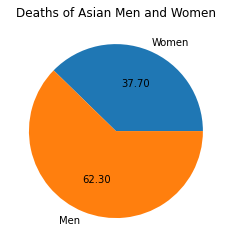 Deaths of Asian Men and Women
Women
37.70
62.30
Men